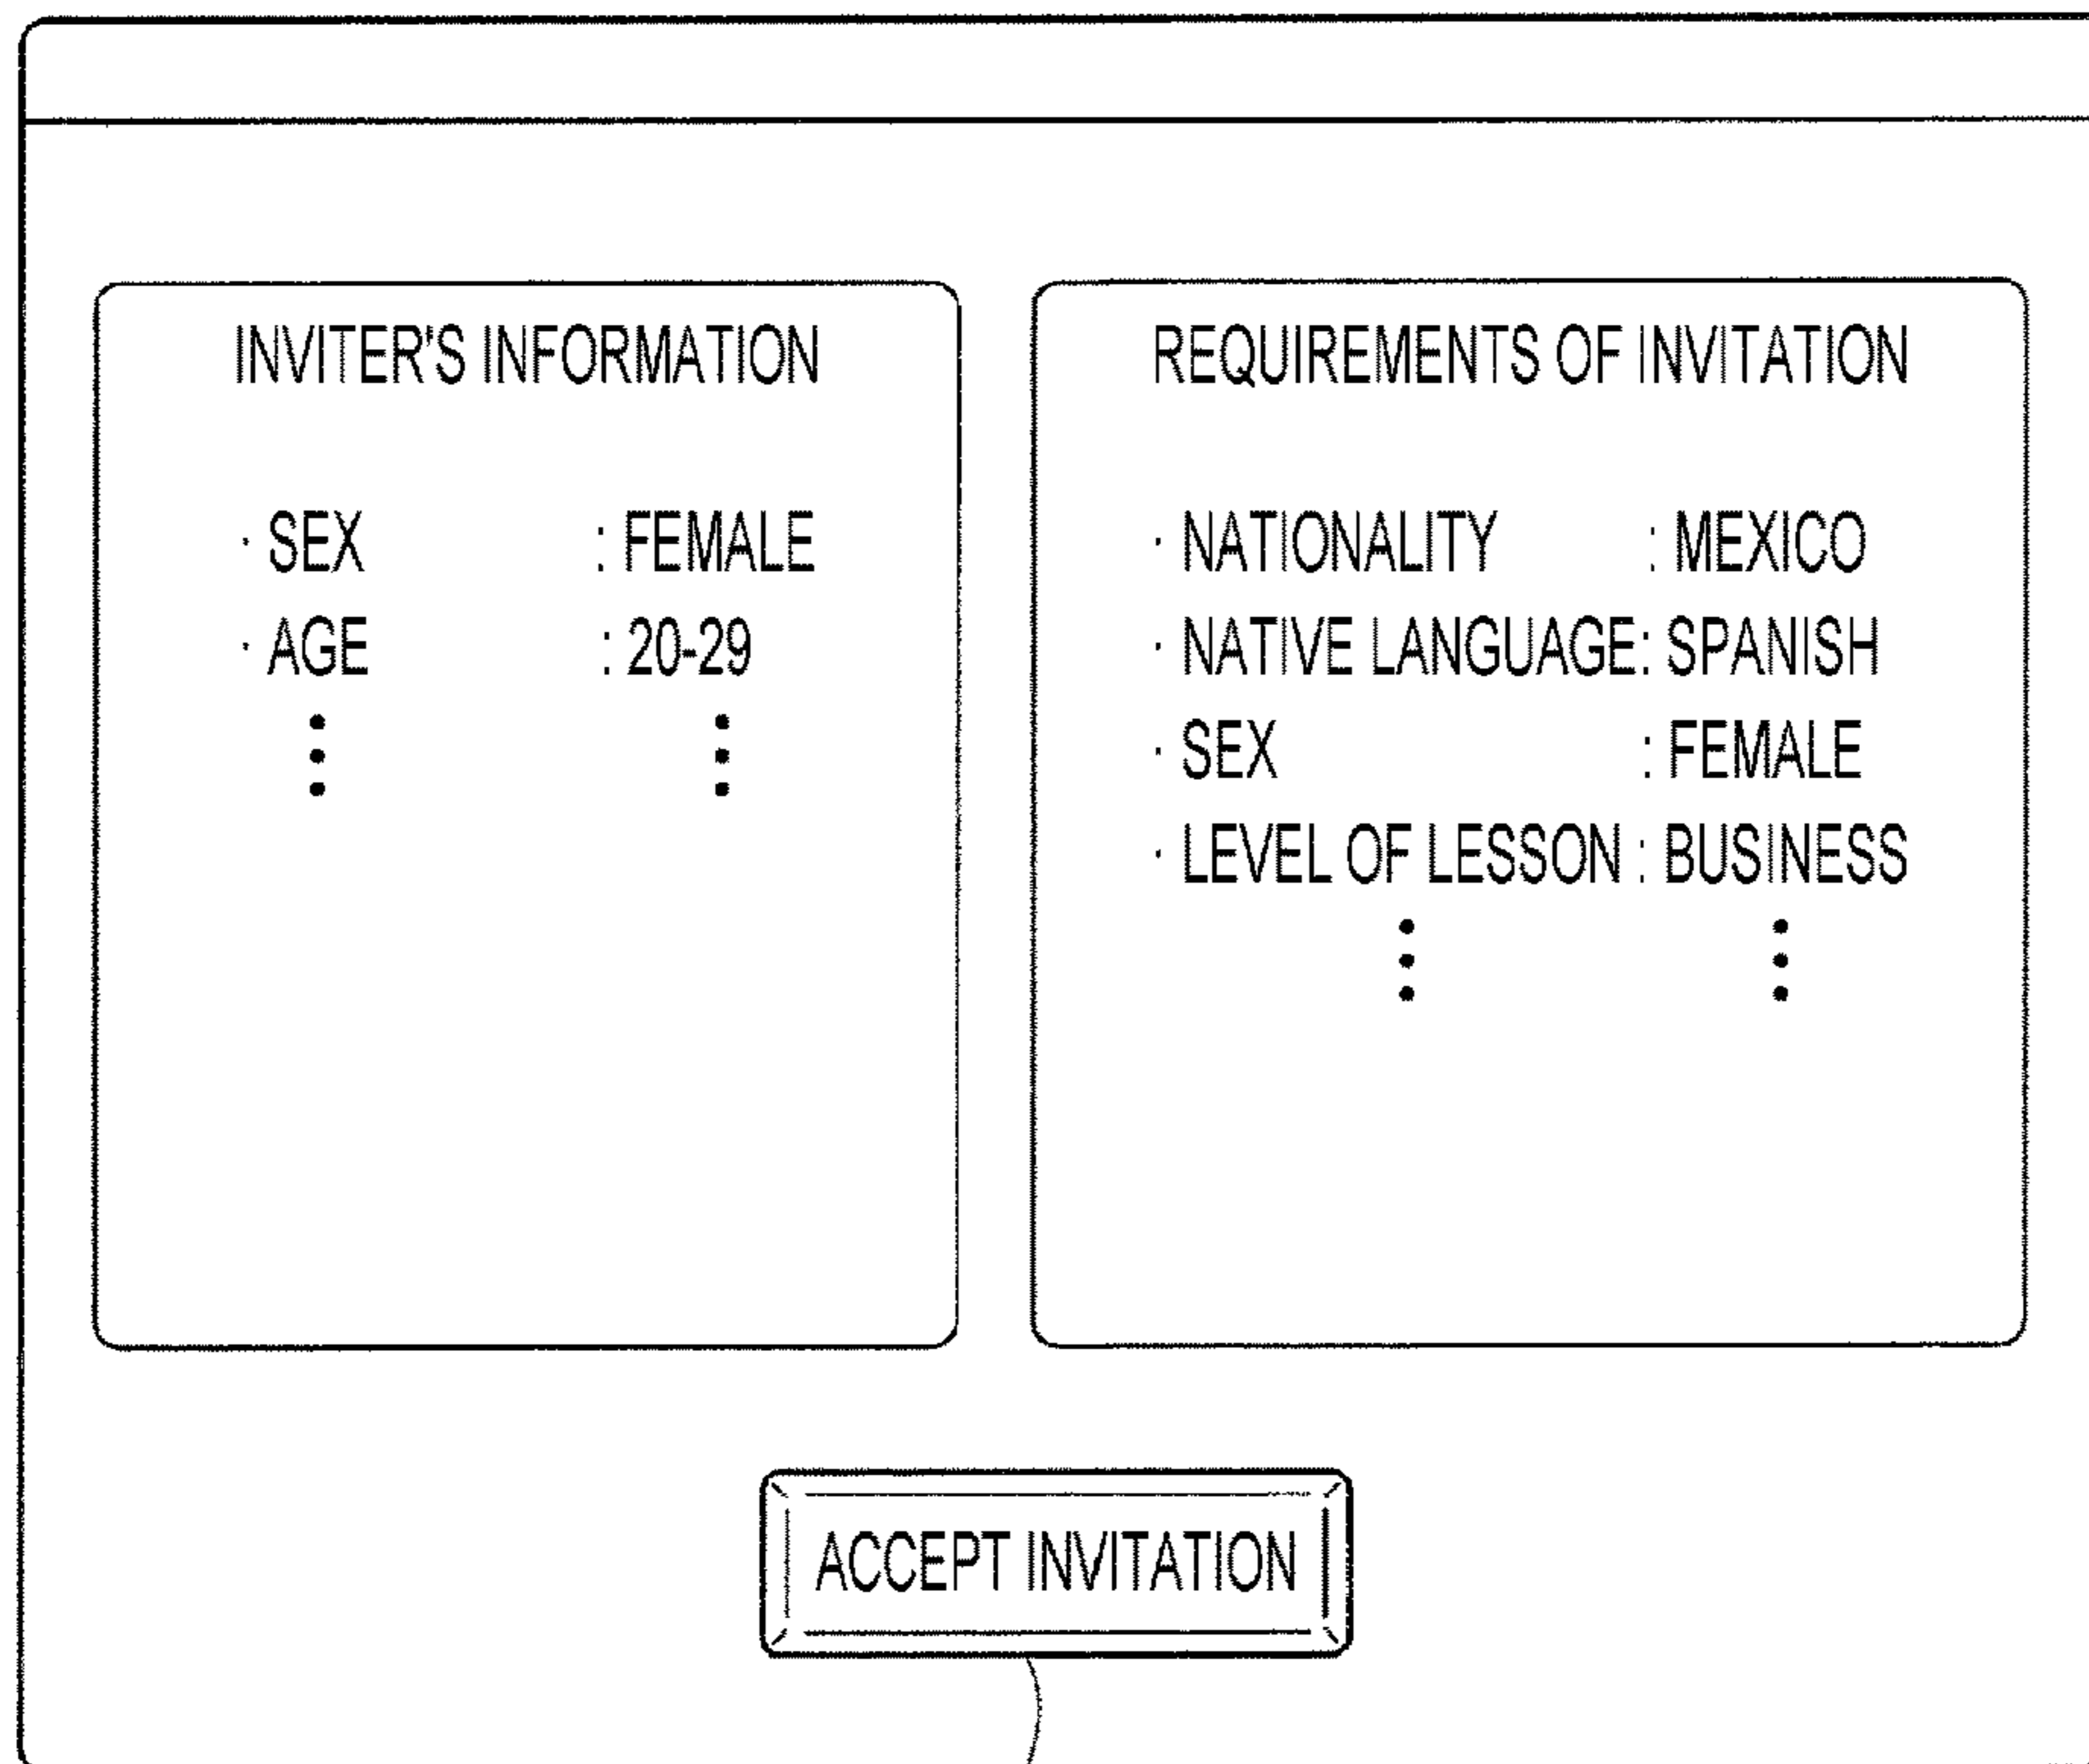 INVITER'S INFORMATION
· SEX : FEMALE
· AGE : 20-29
REQUIREMENTS OF INVITATION
· NATIONALITY : MEXICO
· NATIVE LANGUAGE: SPANISH
· SEX : FEMALE
· LEVEL OF LESSON : BUSINESS
ACCEPT INVITATION